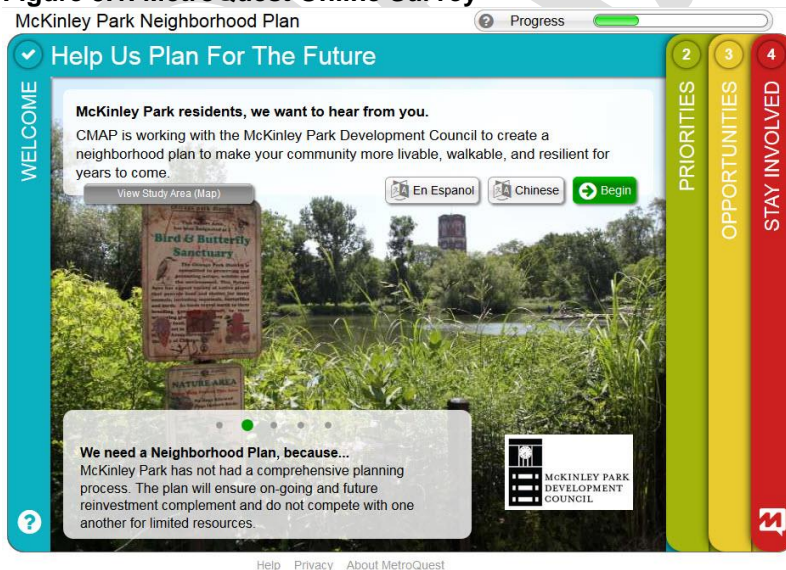 McKinley Park Neighborhood Plan
Progress
Help Us Plan For The Future
WELCOME
McKinley Park residents, we want to hear from you.
CMAP is working with the McKinley Park Development Council to create a
neighborhood plan to make your community more livable, walkable, and resilient for
years to come.
View Study Area (Map)
En Espanol
Chinese
Begin
Bird & Butterfly
Sanctuary
NATURE AREA
We need a Neighborhood Plan, because...
McKinley Park has not had a comprehensive planning
process. The plan will ensure on-going and future
reinvestment complement and do not compete with one
another for limited resources.
McKINLEY PARK
DEVELOPMENT
COUNCIL
2
PRIORITIES
3
OPPORTUNITIES
4
STAY INVOLVED
Help Privacy About MetroQuest